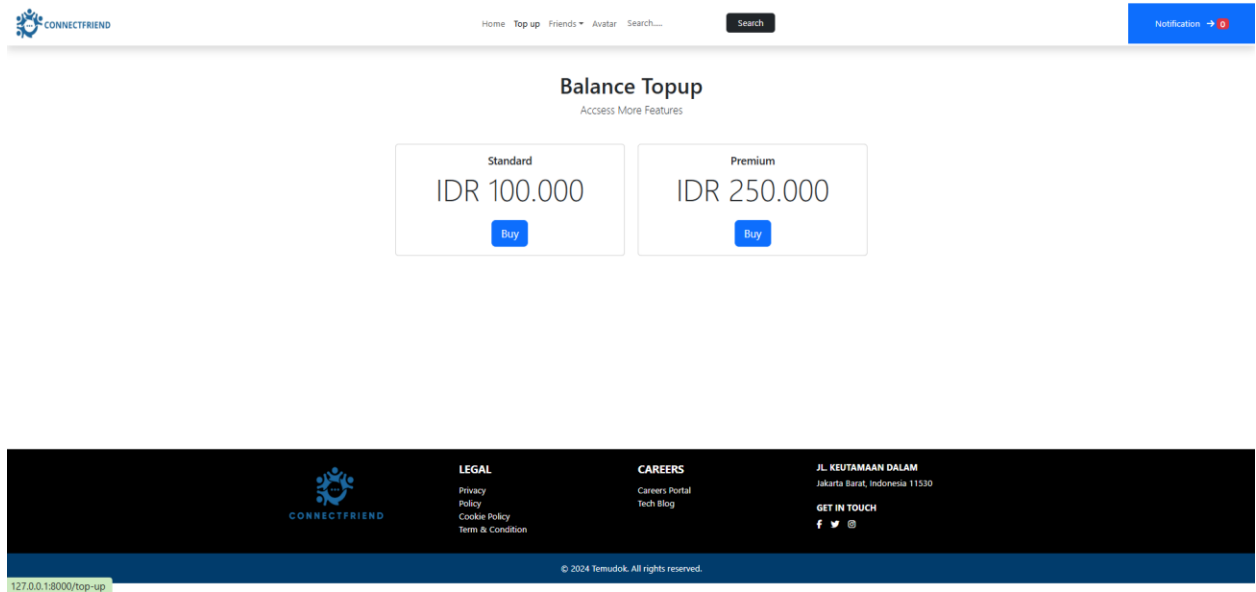 CONNECTFRIEND
Home Top up Friends Avatar Search..... Search
Notification → 0
Balance Topup
Accsess More Features
Standard
IDR 100.000
Buy
Premium
IDR 250.000
Buy
CONNECTFRIEND
LEGAL
Privacy
Policy
Cookie Policy
Term & Condition
CAREERS
Careers Portal
Tech Blog
JL. KEUTAMAAN DALAM
Jakarta Barat, Indonesia 11530
GET IN TOUCH
© 2024 Temudok. All rights reserved.
127.0.0.1:8000/top-up